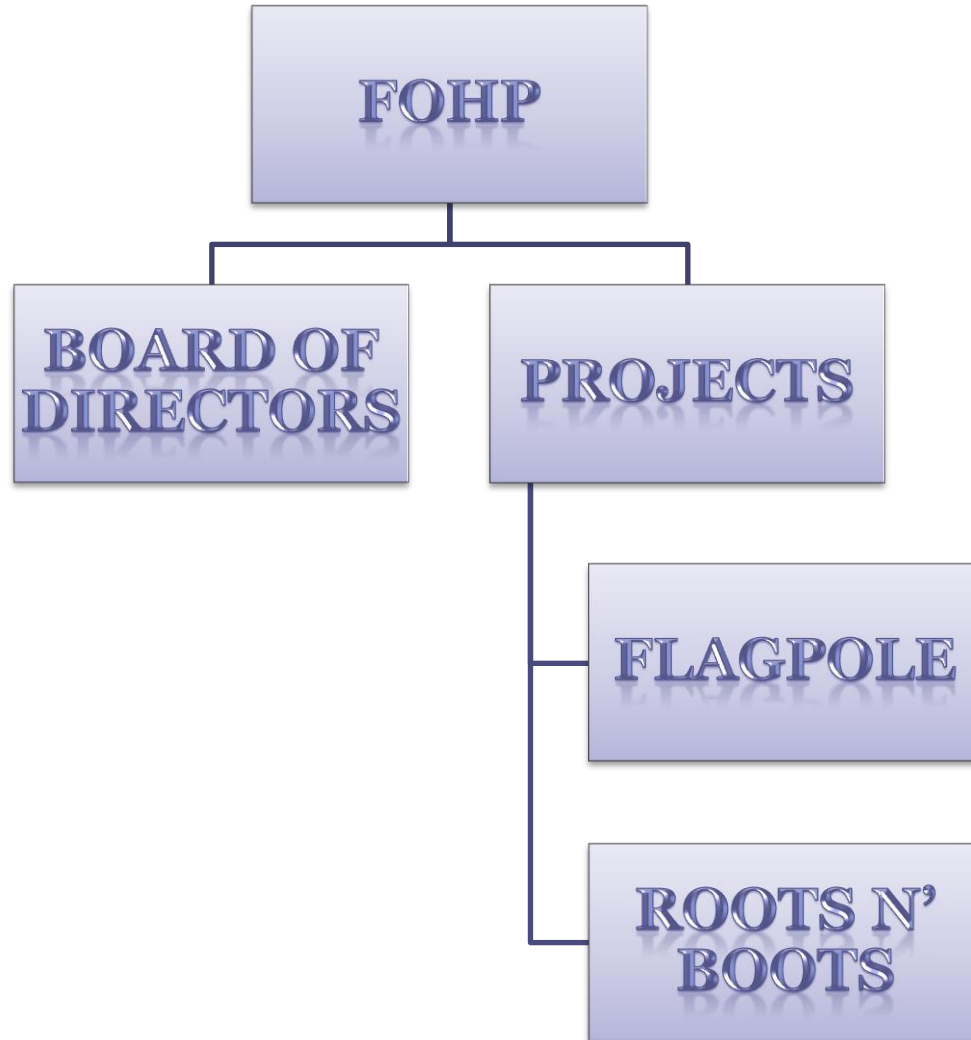 FOHP
BOARD OF
DIRECTORS
PROJECTS
FLAGPOLE
ROOTS N’
BOOTS